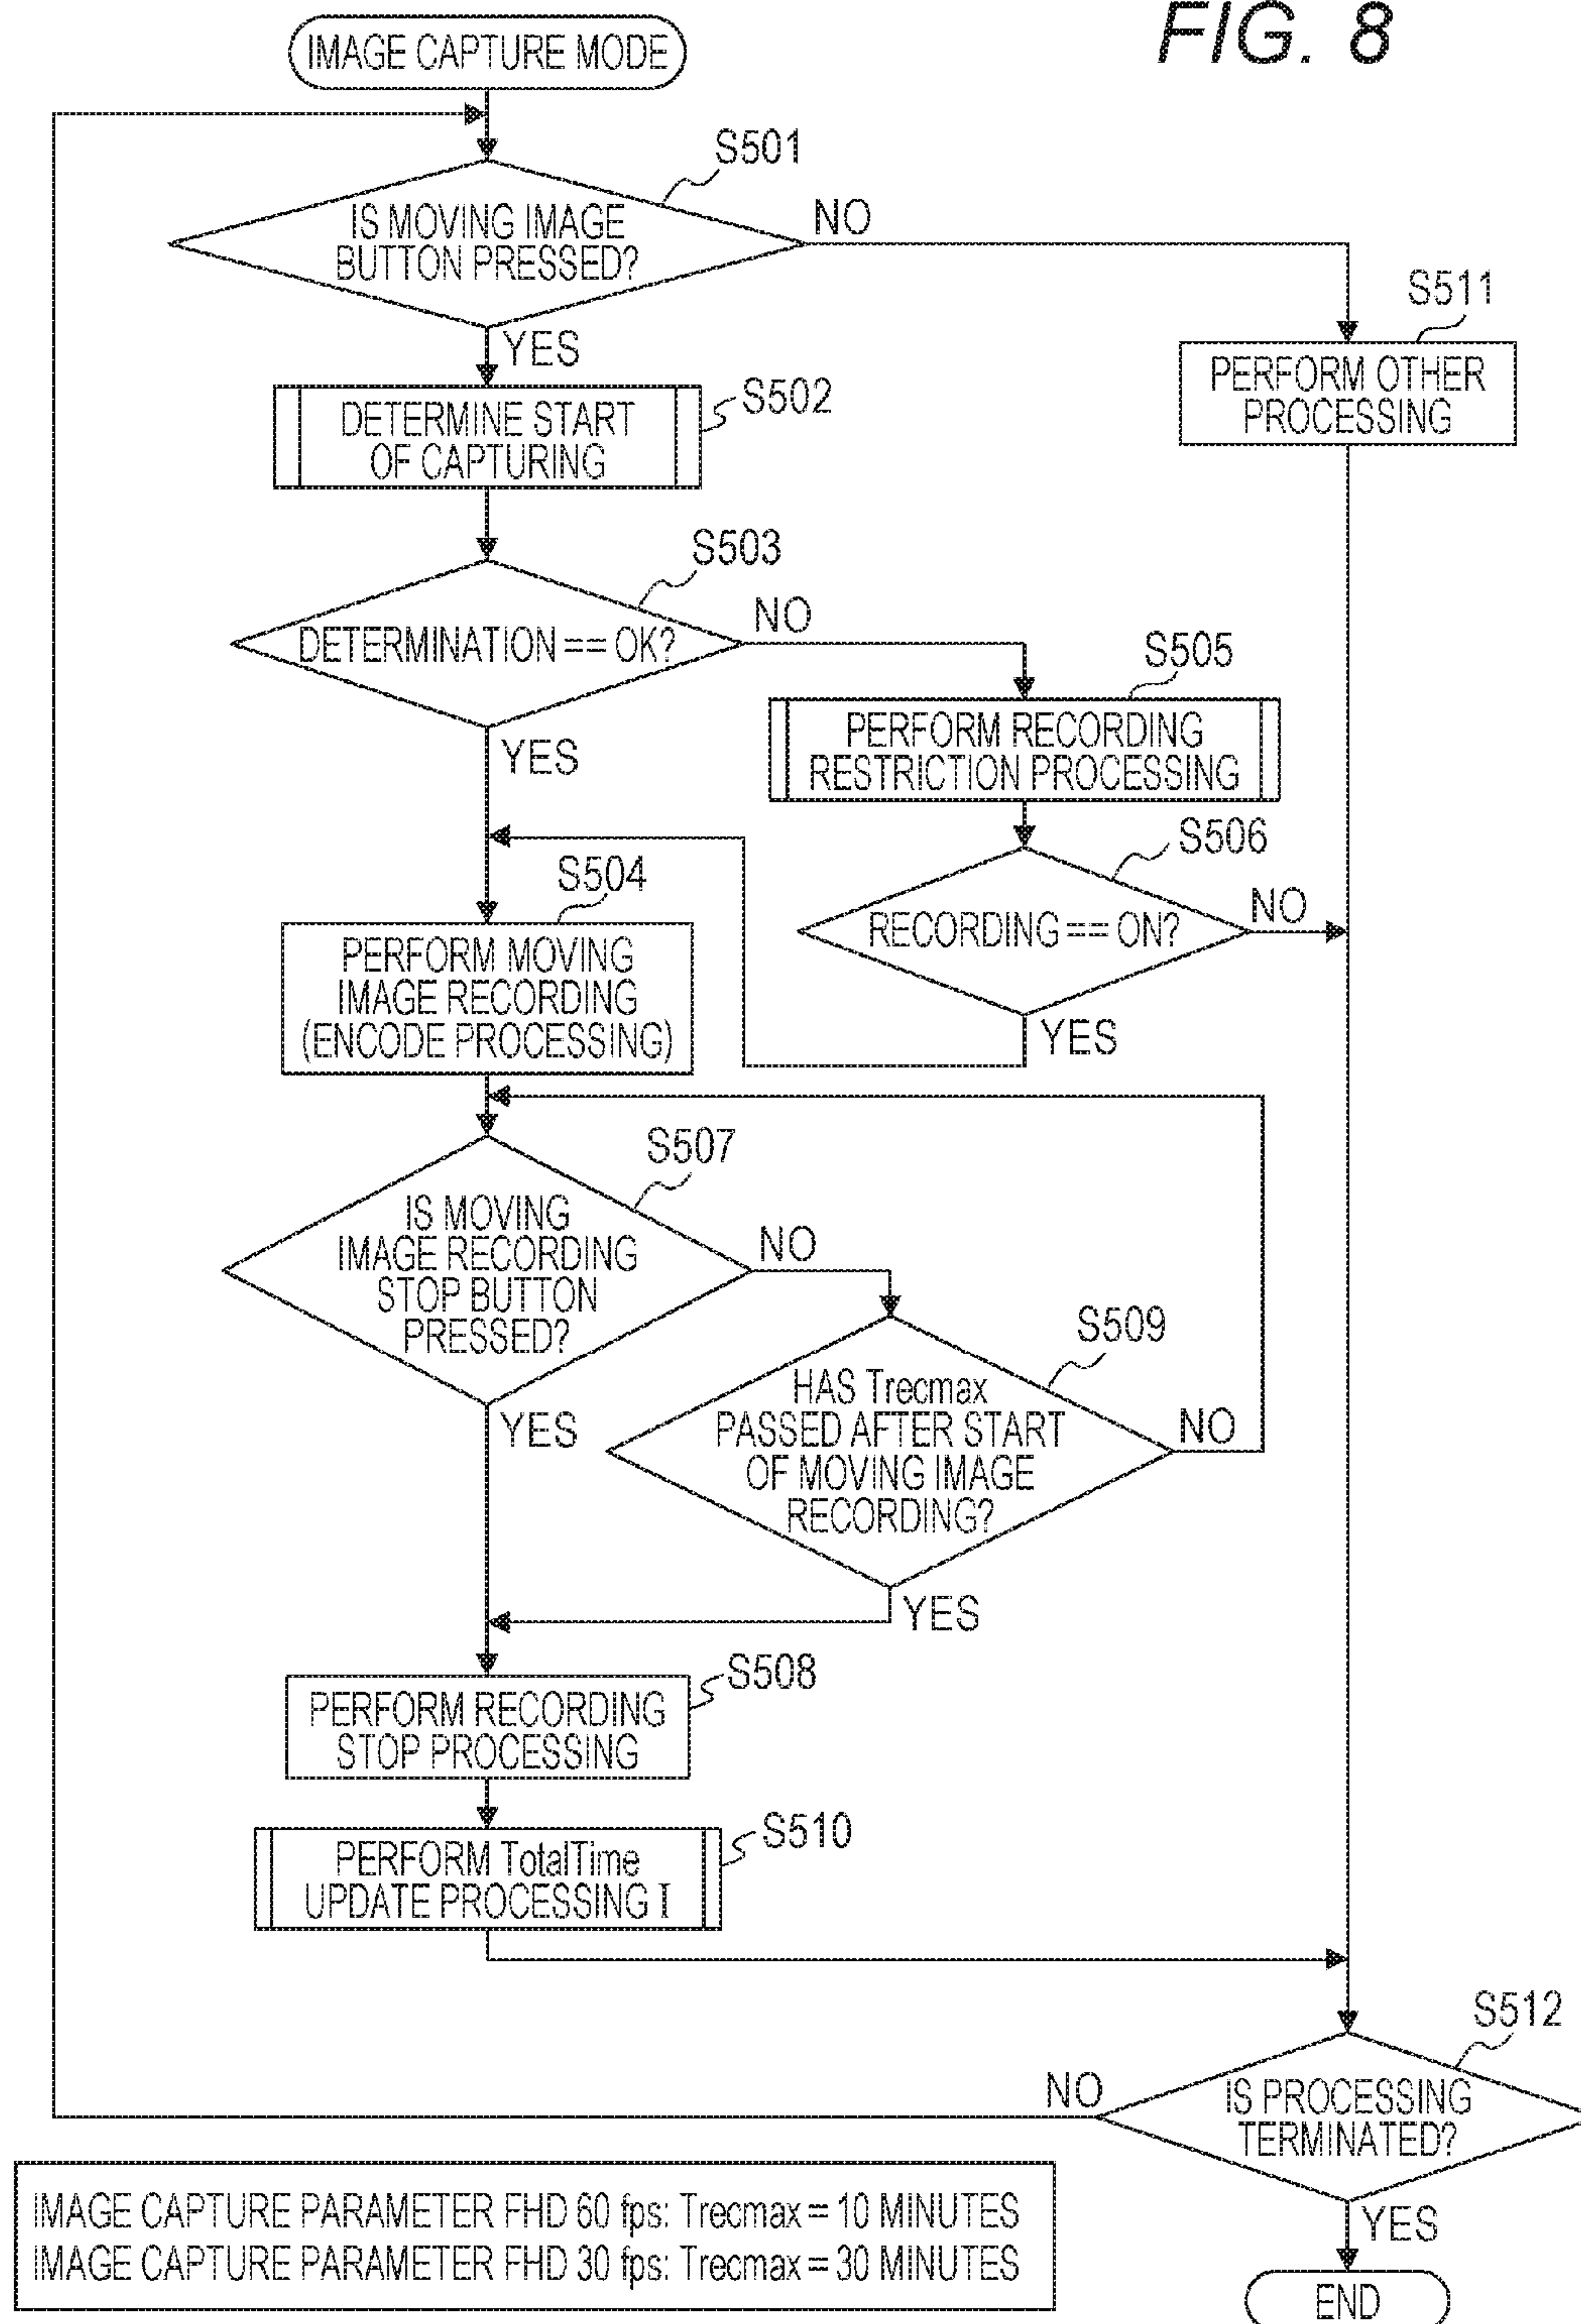 FIG. 8
IMAGE CAPTURE MODE
S501
IS MOVING IMAGE
BUTTON PRESSED?
NO
YES
S511
PERFORM OTHER
PROCESSING
S502
DETERMINE START
OF CAPTURING
S503
DETERMINATION == OK?
NO
YES
S505
PERFORM RECORDING
RESTRICTION PROCESSING
S506
RECORDING == ON?
NO
YES
S504
PERFORM MOVING
IMAGE RECORDING
(ENCODE PROCESSING)
S507
IS MOVING
IMAGE RECORDING
STOP BUTTON
PRESSED?
NO
YES
S509
HAS Trecmax
PASSED AFTER START
OF MOVING IMAGE
RECORDING?
NO
YES
S508
PERFORM RECORDING
STOP PROCESSING
S510
PERFORM TotalTime
UPDATE PROCESSING I
S512
IS PROCESSING
TERMINATED?
NO
YES
END
IMAGE CAPTURE PARAMETER FHD 60 fps: Trecmax = 10 MINUTES
IMAGE CAPTURE PARAMETER FHD 30 fps: Trecmax = 30 MINUTES